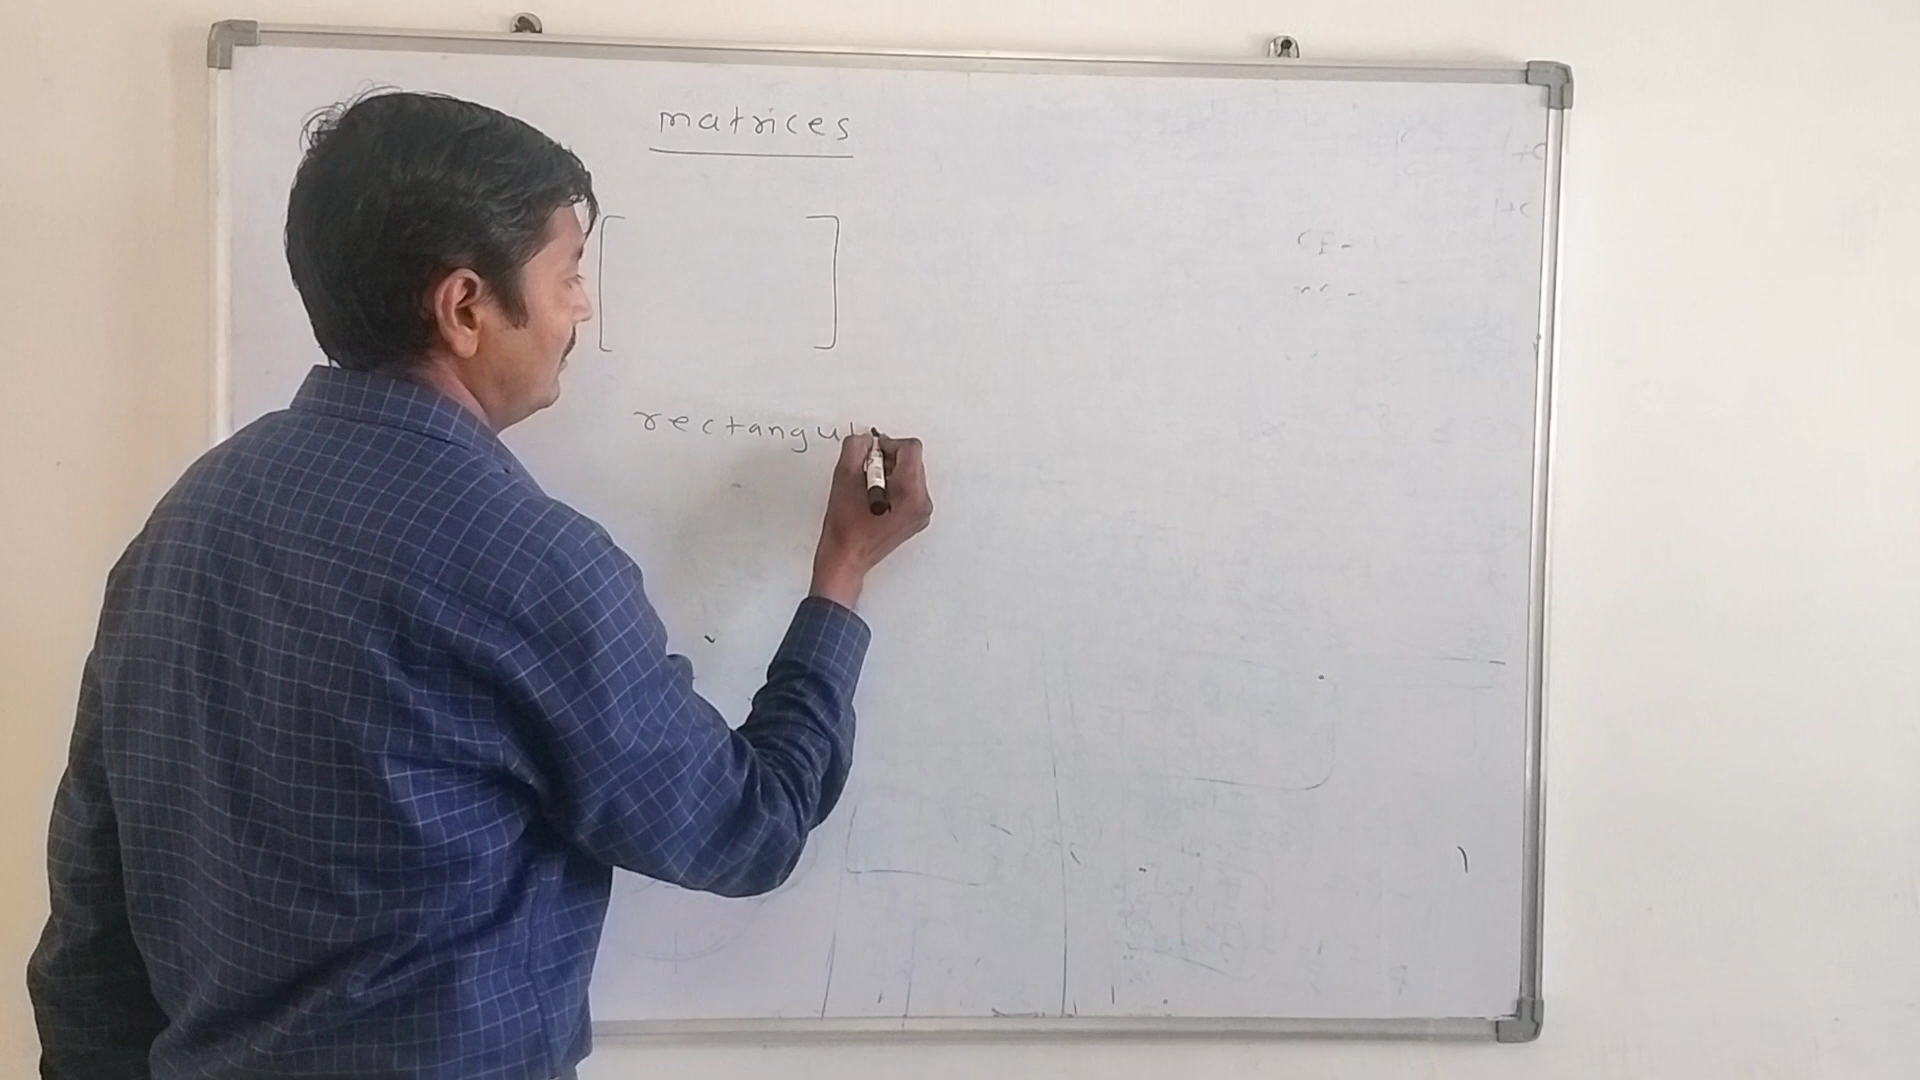 matrices
[ ]
rectangul